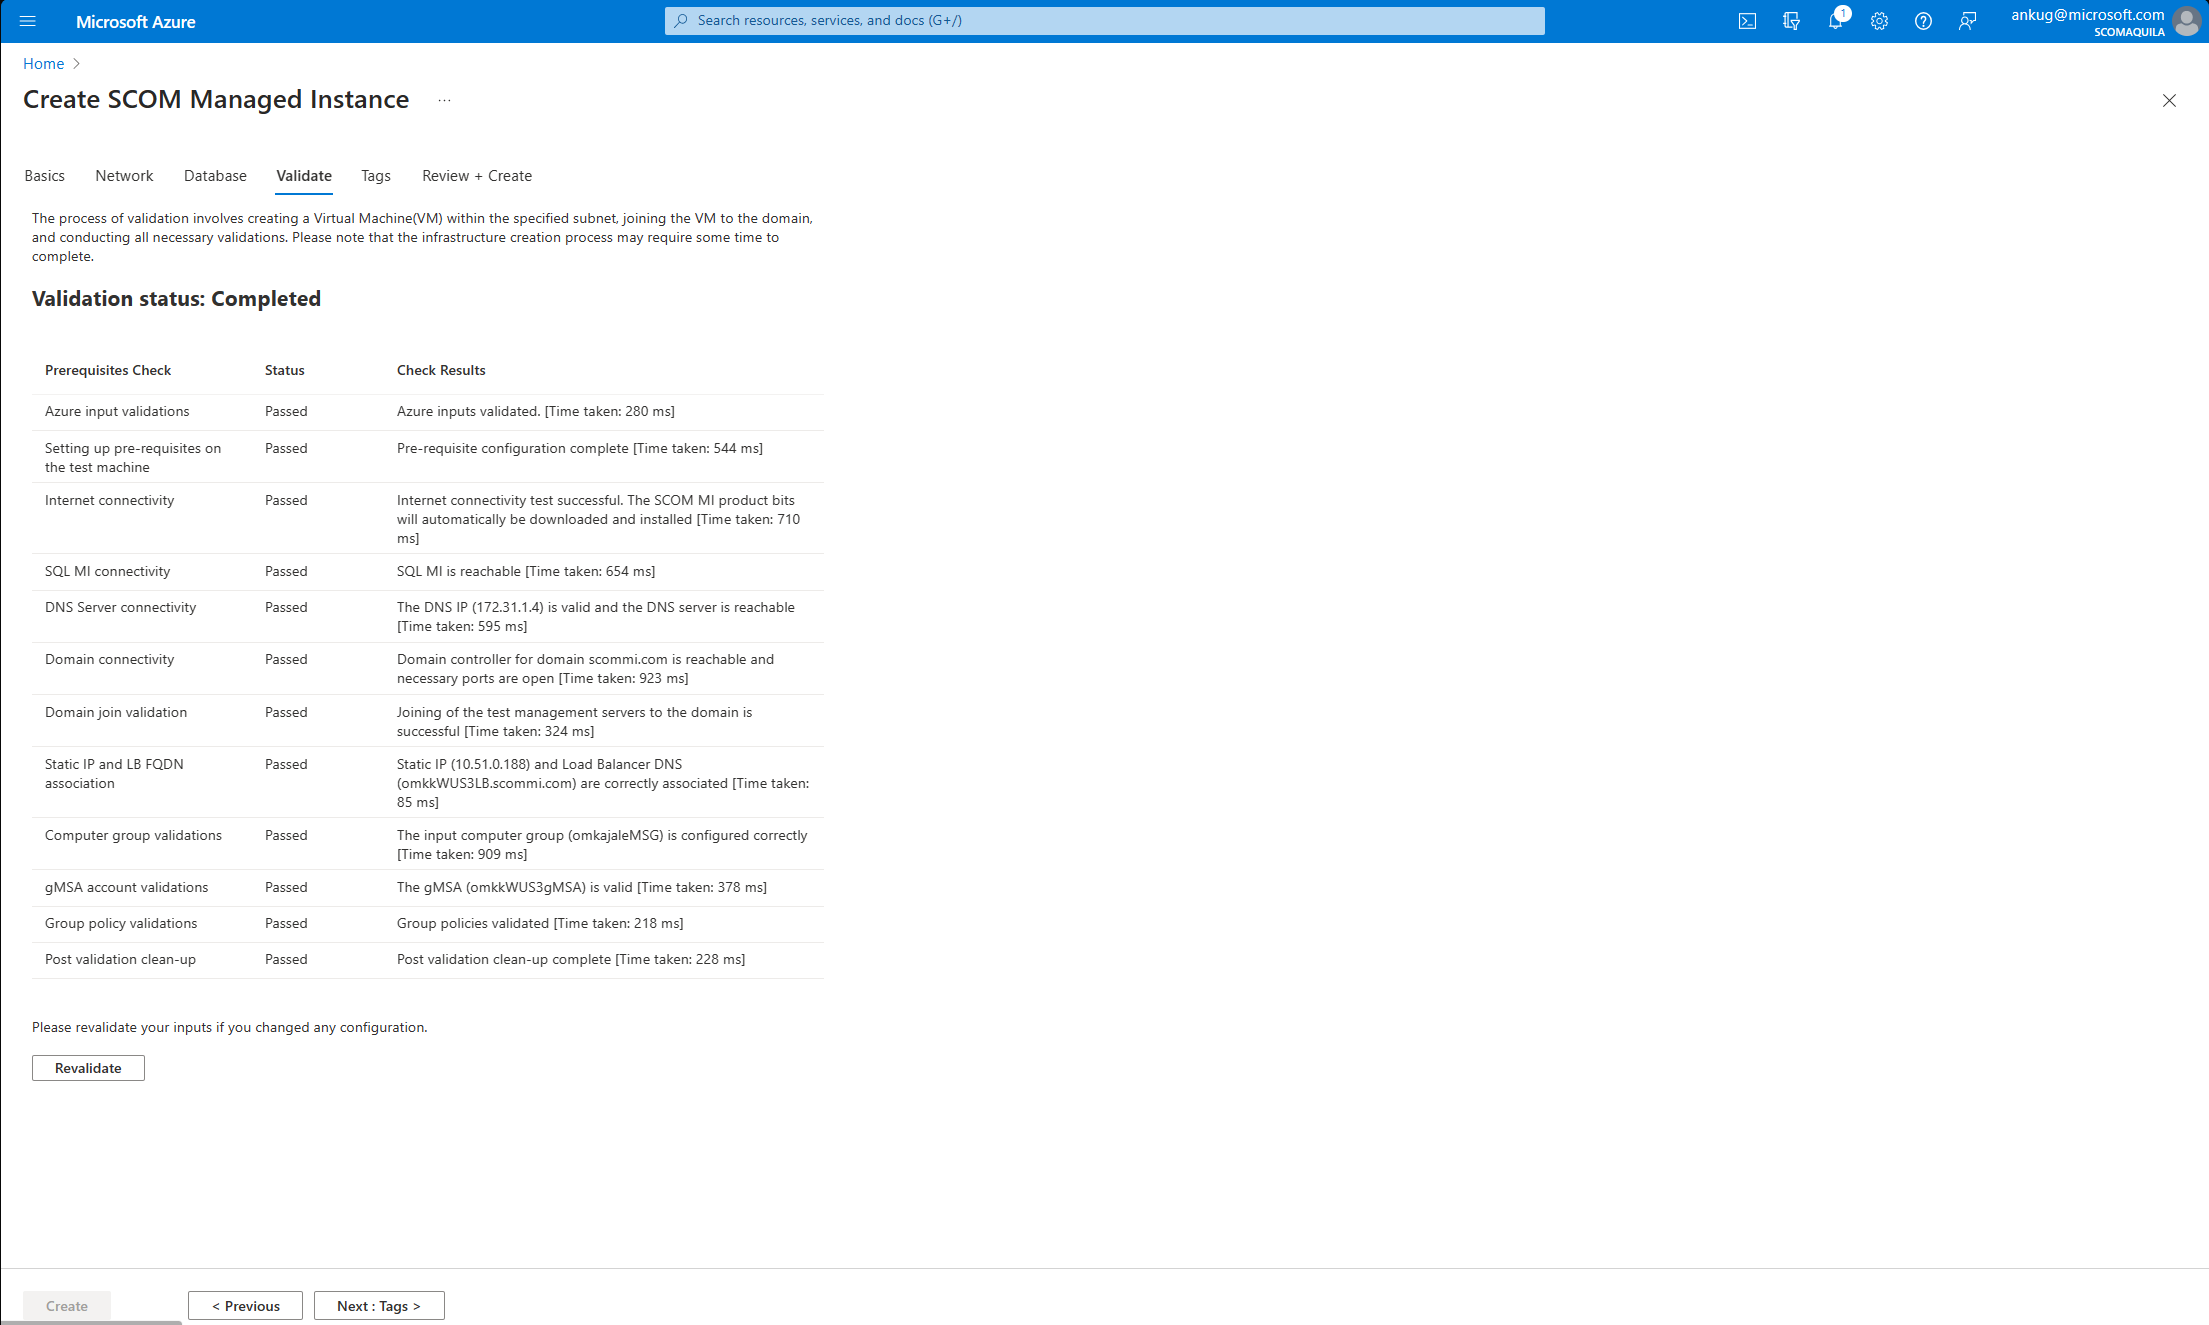 Microsoft Azure
Search resources, services, and docs (G+/)
1
ankug@microsoft.com
SCOMAQUILA
Home
Create SCOM Managed Instance
...
Basics Network Database Validate Tags Review + Create
The process of validation involves creating a Virtual Machine(VM) within the specified subnet, joining the VM to the domain,
and conducting all necessary validations. Please note that the infrastructure creation process may require some time to
complete.
Validation status: Completed
Prerequisites Check Status Check Results
Azure input validations Passed Azure inputs validated. [Time taken: 280 ms]
Setting up pre-requisites on Passed Pre-requisite configuration complete [Time taken: 544 ms]
the test machine
Internet connectivity Passed Internet connectivity test successful. The SCOM MI product bits
will automatically be downloaded and installed [Time taken: 710
ms]
SQL MI connectivity Passed SQL MI is reachable [Time taken: 654 ms]
DNS Server connectivity Passed The DNS IP (172.31.1.4) is valid and the DNS server is reachable
[Time taken: 595 ms]
Domain connectivity Passed Domain controller for domain scommi.com is reachable and
necessary ports are open [Time taken: 923 ms]
Domain join validation Passed Joining of the test management servers to the domain is
successful [Time taken: 324 ms]
Static IP and LB FQDN Passed Static IP (10.51.0.188) and Load Balancer DNS
association (omkkWUS3LB.scommi.com) are correctly associated [Time taken:
85 ms]
Computer group validations Passed The input computer group (omkajaleMSG) is configured correctly
[Time taken: 909 ms]
gMSA account validations Passed The gMSA (omkkWUS3gMSA) is valid [Time taken: 378 ms]
Group policy validations Passed Group policies validated [Time taken: 218 ms]
Post validation clean-up Passed Post validation clean-up complete [Time taken: 228 ms]
Please revalidate your inputs if you changed any configuration.
Revalidate
Create < Previous Next : Tags >